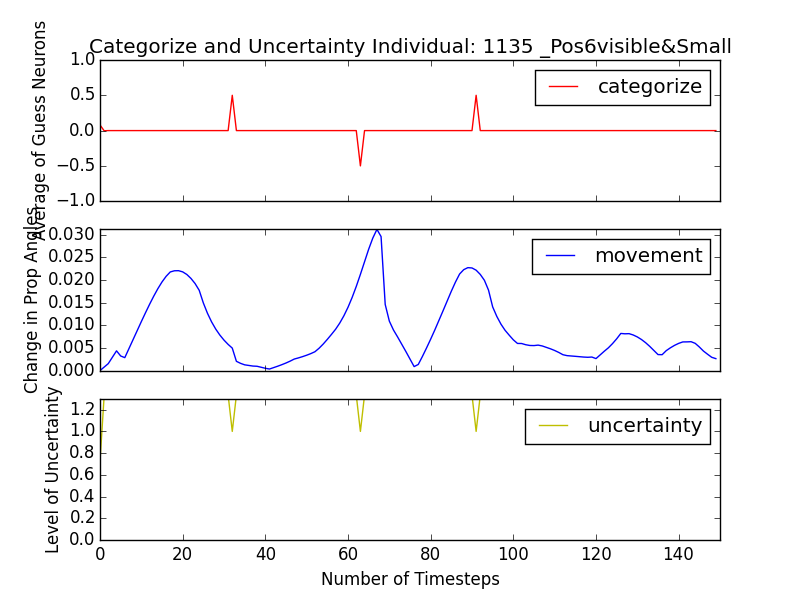 Categorize and Uncertainty Individual: 1135 _Pos6visible&Small
Average of Guess Neurons
1.0
0.5
0.0
−0.5
−1.0
categorize
Change in Prop Angles
0.030
0.025
0.020
0.015
0.010
0.005
0.000
movement
Level of Uncertainty
1.2
1.0
0.8
0.6
0.4
0.2
0.0
uncertainty
0 20 40 60 80 100 120 140
Number of Timesteps